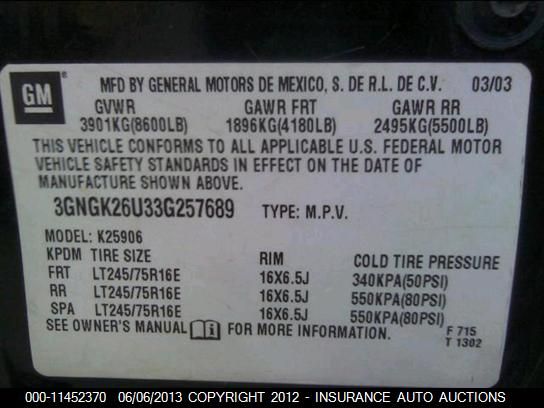 GM ® MFD BY GENERAL MOTORS DE MEXICO, S. DE R.L. DE C.V. 03/03
GVWR GAWR FRT GAWR RR
3901KG(8600LB) 1896KG(4180LB) 2495KG(5500LB)
THIS VEHICLE CONFORMS TO ALL APPLICABLE U.S. FEDERAL MOTOR
VEHICLE SAFETY STANDARDS IN EFFECT ON THE DATE OF
MANUFACTURE SHOWN ABOVE.
3GNGK26U33G257689 TYPE: M.P.V.
MODEL: K25906
KPDM TIRE SIZE RIM COLD TIRE PRESSURE
FRT LT245/75R16E 16X6.5J 340KPA(50PSI)
RR LT245/75R16E 16X6.5J 550KPA(80PSI)
SPA LT245/75R16E 16X6.5J 550KPA(80PSI)
SEE OWNER'S MANUAL FOR MORE INFORMATION. F 715
T 1302
000-11452370 06/06/2013 COPYRIGHT 2012 - INSURANCE AUTO AUCTIONS